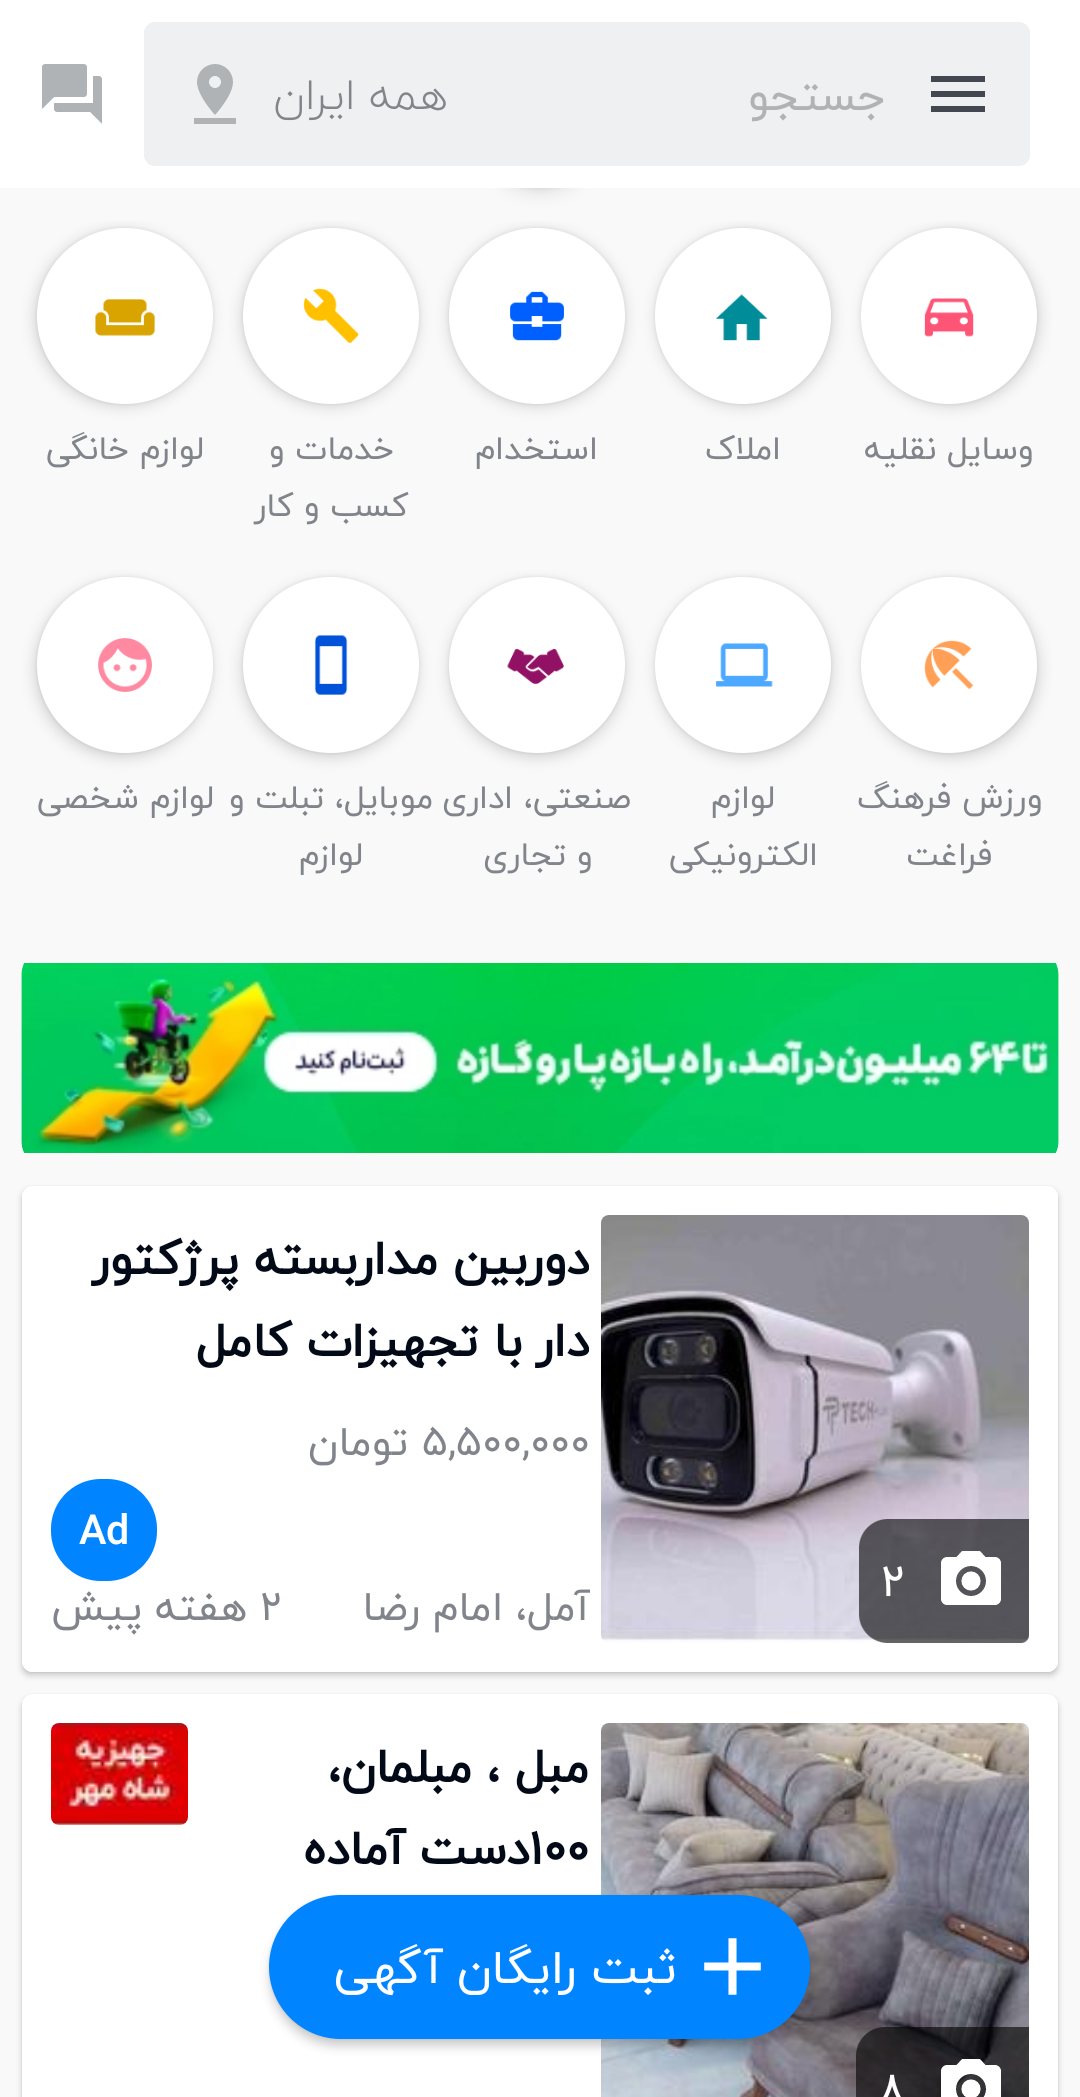 جستجو
همه ایران
وسایل نقلیه
املاک
استخدام
خدمات و
کسب و کار
لوازم خانگی
ورزش فرهنگ
فراغت
لوازم
الکترونیکی
صنعتی، اداری
و تجاری
موبایل، تبلت و
لوازم
لوازم شخصی
تا ۶۴ میلیون درآمد، راه بازه پارو گازه
ثبت‌نام کنید
دوربین مداربسته پرژکتور
دار با تجهیزات کامل
۵,۵۰۰,۰۰۰ تومان
Ad
آمل، امام رضا
۲ هفته پیش
TECH
۲
مبل ، مبلمان،
۱۰۰دست آماده
جهیزیه
شاه مهر
ثبت رایگان آگهی
۸